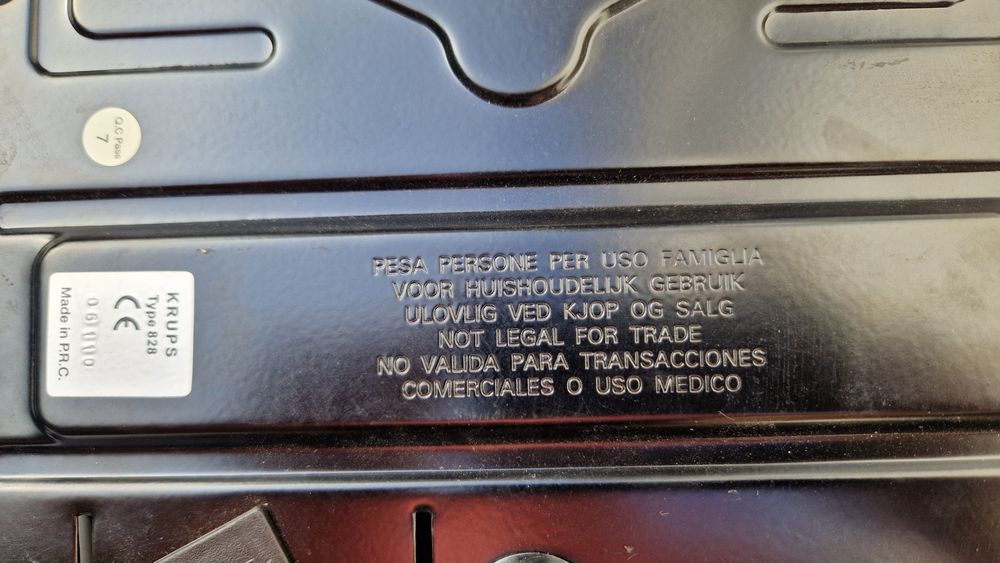 Q.C Pass
7
KRUPS
Type 828
CE
Made in P.R.C.
PESA PERSONE PER USO FAMIGLIA
VOOR HUISHOUDELIJK GEBRUIK
ULOVLIG VED KJOP OG SALG
NOT LEGAL FOR TRADE
NO VALIDA PARA TRANSACCIONES
COMERCIALES O USO MEDICO